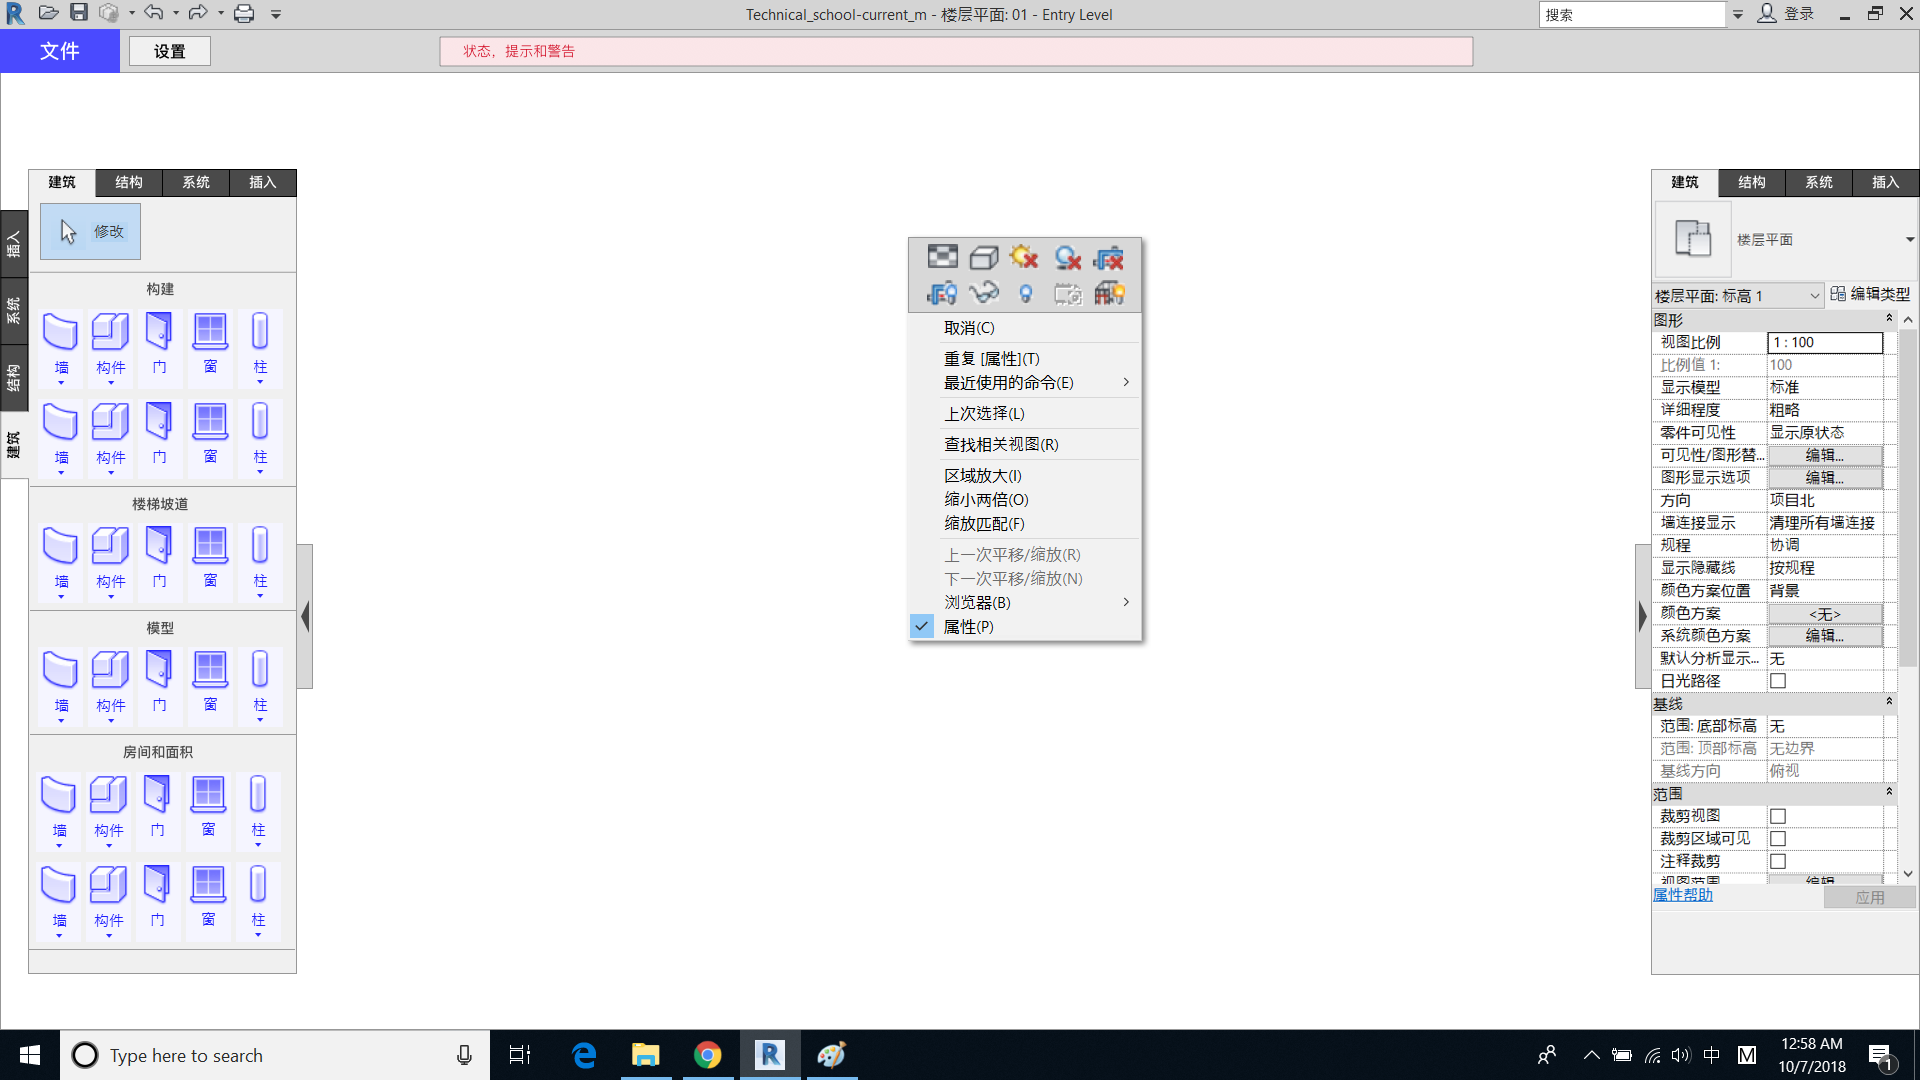 Technical_school-current_m - 楼层平面: 01 - Entry Level
搜索
登录
文件
设置
状态，提示和警告
建筑 结构 系统 插入
插入
系统
结构
建筑
修改
构建
墙 构件 门 窗 柱
墙 构件 门 窗 柱
楼梯坡道
墙 构件 门 窗 柱
模型
墙 构件 门 窗 柱
房间和面积
墙 构件 门 窗 柱
墙 构件 门 窗 柱
取消(C)
重复 [属性](T)
最近使用的命令(E)
上次选择(L)
查找相关视图(R)
区域放大(I)
缩小两倍(O)
缩放匹配(F)
上一次平移/缩放(R)
下一次平移/缩放(N)
浏览器(B)
属性(P)
建筑 结构 系统 插入
楼层平面
楼层平面: 标高 1 编辑类型
图形
视图比例 1 : 100
比例值 1: 100
显示模型 标准
详细程度 粗略
零件可见性 显示原状态
可见性/图形替... 编辑...
图形显示选项 编辑...
方向 项目北
墙连接显示 清理所有墙连接
规程 协调
显示隐藏线 按规程
颜色方案位置 背景
颜色方案 <无>
系统颜色方案 编辑...
默认分析显示... 无
日光路径
基线
范围: 底部标高 无
范围: 顶部标高 无边界
基线方向 俯视
范围
裁剪视图
裁剪区域可见
注释裁剪
视图范围 编辑...
属性帮助 应用
Type here to search
中
M
12:58 AM
10/7/2018
1